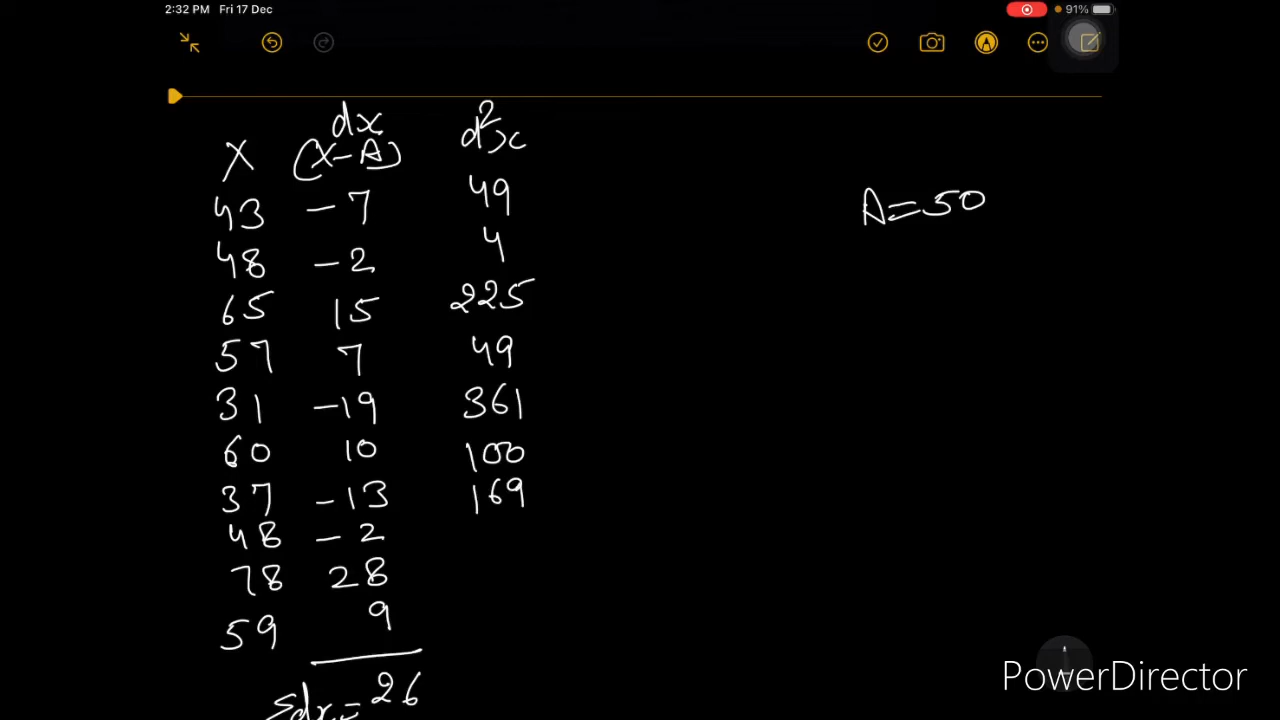 2:32 PM Fri 17 Dec 91%
dx d²x
X (X-A)
43 -7 49 A=50
48 -2 4
65 15 225
57 7 49
31 -19 361
60 10 100
37 -13 169
48 -2
78 28
59 9
Σdx = 26
PowerDirector